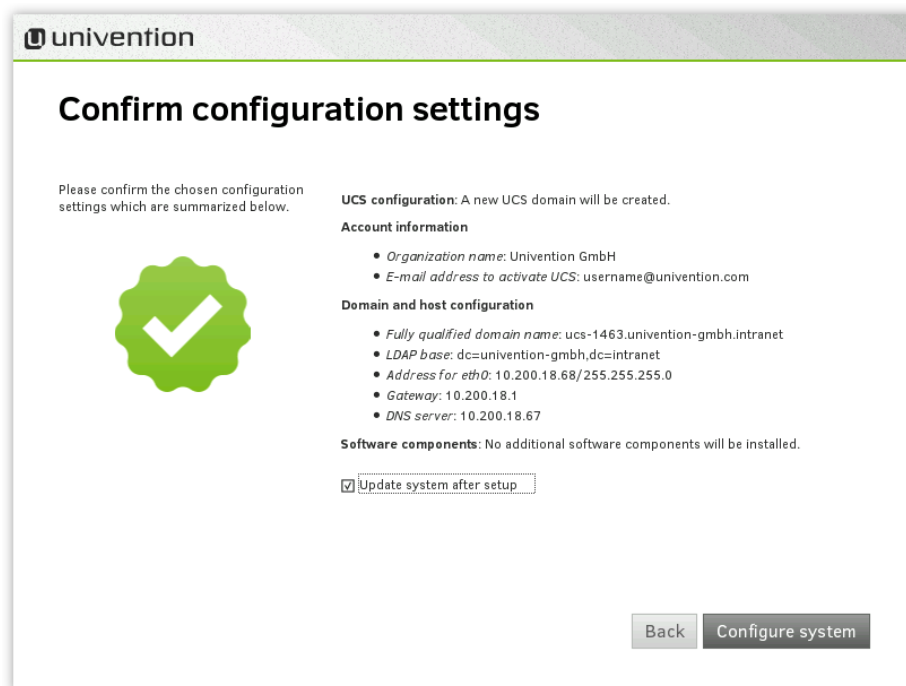 univention
Confirm configuration settings
Please confirm the chosen configuration
settings which are summarized below.
UCS configuration: A new UCS domain will be created.
Account information
• Organization name: Univention GmbH
• E-mail address to activate UCS: username@univention.com
Domain and host configuration
• Fully qualified domain name: ucs-1463.univention-gmbh.intranet
• LDAP base: dc=univention-gmbh,dc=intranet
• Address for eth0: 10.200.18.68/255.255.255.0
• Gateway: 10.200.18.1
• DNS server: 10.200.18.67
Software components: No additional software components will be installed.
Update system after setup
Back Configure system